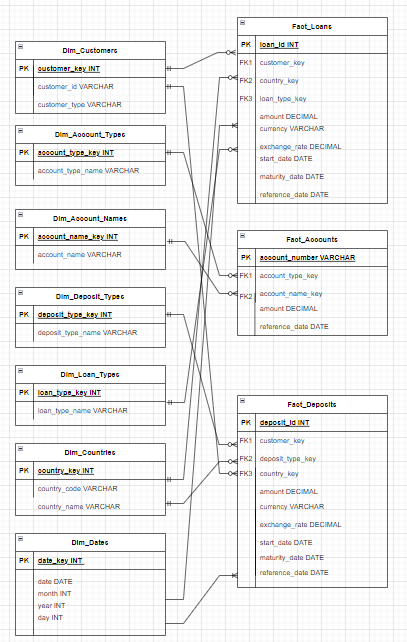 Dim_Customers
PK customer_key INT
customer_id VARCHAR
customer_type VARCHAR
Dim_Account_Types
PK account_type_key INT
account_type_name VARCHAR
Dim_Account_Names
PK account_name_key INT
account_name VARCHAR
Dim_Deposit_Types
PK deposit_type_key INT
deposit_type_name VARCHAR
Dim_Loan_Types
PK loan_type_key INT
loan_type_name VARCHAR
Dim_Countries
PK country_key INT
country_code VARCHAR
country_name VARCHAR
Dim_Dates
PK date_key INT
date DATE
month INT
year INT
day INT
Fact_Loans
PK loan_id INT
FK1 customer_key
FK2 country_key
FK3 loan_type_key
amount DECIMAL
currency VARCHAR
exchange_rate DECIMAL
start_date DATE
maturity_date DATE
reference_date DATE
Fact_Accounts
PK account_number VARCHAR
FK1 account_type_key
FK2 account_name_key
amount DECIMAL
reference_date DATE
Fact_Deposits
PK deposit_id INT
FK1 customer_key
FK2 deposit_type_key
FK3 country_key
amount DECIMAL
currency VARCHAR
exchange_rate DECIMAL
start_date DATE
maturity_date DATE
reference_date DATE